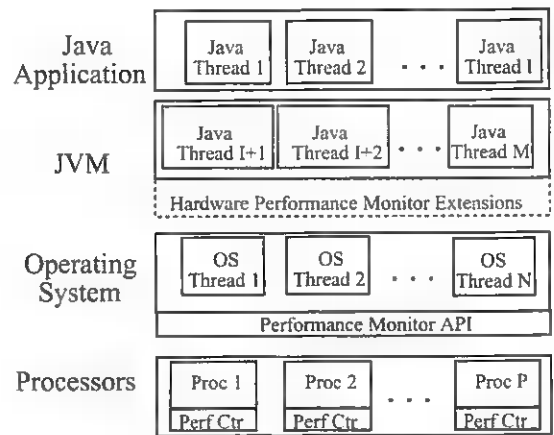 Java Application
Java Thread 1
Java Thread 2
. . .
Java Thread I
JVM
Java Thread I+1
Java Thread I+2
. . .
Java Thread M
Hardware Performance Monitor Extensions
Operating System
OS Thread 1
OS Thread 2
. . .
OS Thread N
Performance Monitor API
Processors
Proc 1
Perf Ctr
Proc 2
Perf Ctr
. . .
Proc P
Perf Ctr